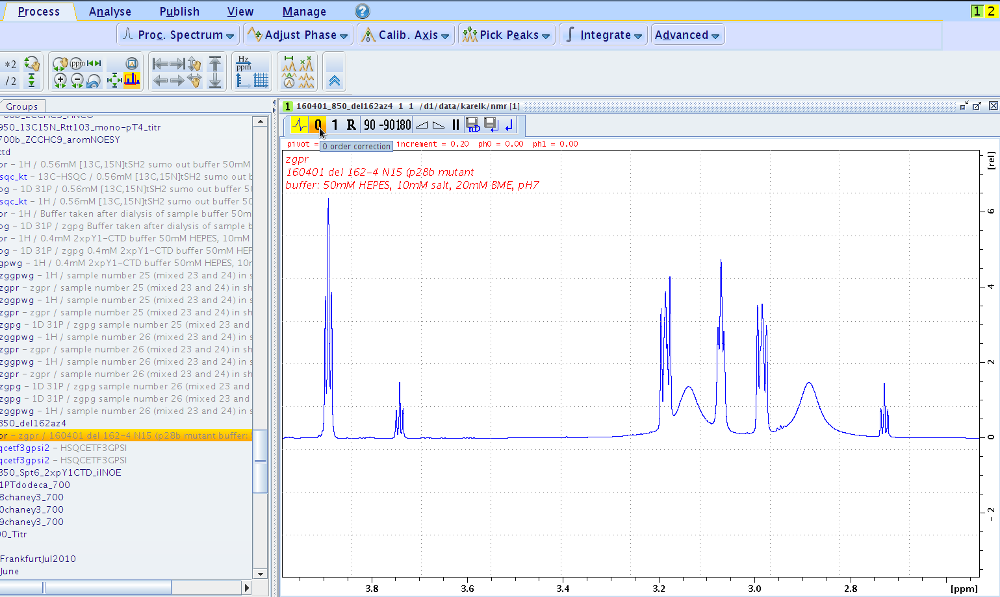 Process Analyse Publish View Manage ? 1 2
Proc. Spectrum Adjust Phase Calib. Axis Pick Peaks Integrate Advanced
*2 ppm Hz ppm
/2
Groups
1 160401_850_del162az4 1 1 /d1/data/karelk/nmr [1]
0 1 R 90 -90 180 nD
0 order correction
pivot = increment = 0.20 ph0 = 0.00 ph1 = 0.00
zgpr
160401 del 162-4 N15 (p28b mutant
buffer: 50mM HEPES, 10mM salt, 20mM BME, pH7
700b_ZCCHC9_HNCO
950_13C15N_Rtt103_mono-pT4_titr
700b_ZCCHC9_aromNOESY
ctd
pr - 1H / 0.56mM [13C,15N]tSH2 sumo out buffer 50mM
sqc_kt - 13C-HSQC / 0.56mM [13C,15N]tSH2 sumo out b
pg - 1D 31P / 0.56mM [13C,15N]tSH2 sumo out buffer 50
sqc_kt - 1H / 0.56mM [13C,15N]tSH2 sumo out buffer 50
pr - 1H / Buffer taken after dialysis of sample buffer 50m
pg - 1D 31P / zgpg Buffer taken after dialysis of sample b
pr - 1H / 0.4mM 2xpY1-CTD buffer 50mM HEPES, 10mM
pg - 1D 31P / zgpg 0.4mM 2xpY1-CTD buffer 50mM HEP
gpwg - 1H / 0.4mM 2xpY1-CTD buffer 50mM HEPES, 10m
zggpwg - 1H / sample number 25 (mixed 23 and 24) in s
zgpr - zgpr / sample number 25 (mixed 23 and 24) in sh
zggpwg - 1H / sample number 25 (mixed 23 and 24) in s
zgpr - zgpr / sample number 25 (mixed 23 and 24) in sh
zgpg - 1D 31P / zgpg sample number 25 (mixed 23 and
zggpwg - 1H / sample number 26 (mixed 23 and 24) in s
zgpr - zgpr / sample number 26 (mixed 23 and 24) in sh
zggpwg - 1H / sample number 26 (mixed 23 and 24) in s
zgpr - zgpr / sample number 26 (mixed 23 and 24) in sh
zgpg - 1D 31P / zgpg sample number 26 (mixed 23 and
zgpg - 1D 31P / zgpg sample number 26 (mixed 23 and
zggpwg - 1H / sample number 26 (mixed 23 and 24) in s
850_del162az4
pr - zgpr / 160401 del 162-4 N15 (p28b mutant buffer:
qcetf3gpsi2 - HSQCETF3GPSI
qcetf3gpsi2 - HSQCETF3GPSI
850_Spt6_2xpY1CTD_ilNOE
1PTdodeca_700
8chaney3_700
0chaney3_700
9chaney3_700
00_Titr
FrankfurtJul2010
June
[rel]
6
4
2
0
-2
3.8 3.6 3.4 3.2 3.0 2.8 [ppm]